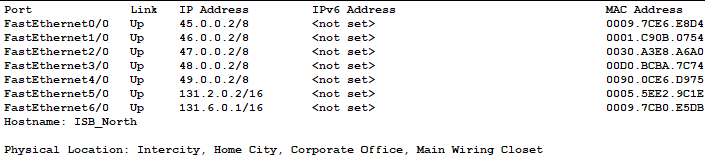 Port Link IP Address IPv6 Address MAC Address
FastEthernet0/0 Up 45.0.0.2/8 <not set> 0009.7CE6.E8D4
FastEthernet1/0 Up 46.0.0.2/8 <not set> 0001.C90B.0754
FastEthernet2/0 Up 47.0.0.2/8 <not set> 0030.A3E8.A6A0
FastEthernet3/0 Up 48.0.0.2/8 <not set> 00D0.BCBA.7C74
FastEthernet4/0 Up 49.0.0.2/8 <not set> 0090.0CE6.D975
FastEthernet5/0 Up 131.2.0.2/16 <not set> 0005.5EE2.9C1E
FastEthernet6/0 Up 131.6.0.1/16 <not set> 0009.7CB0.E5DB
Hostname: ISB_North
Physical Location: Intercity, Home City, Corporate Office, Main Wiring Closet